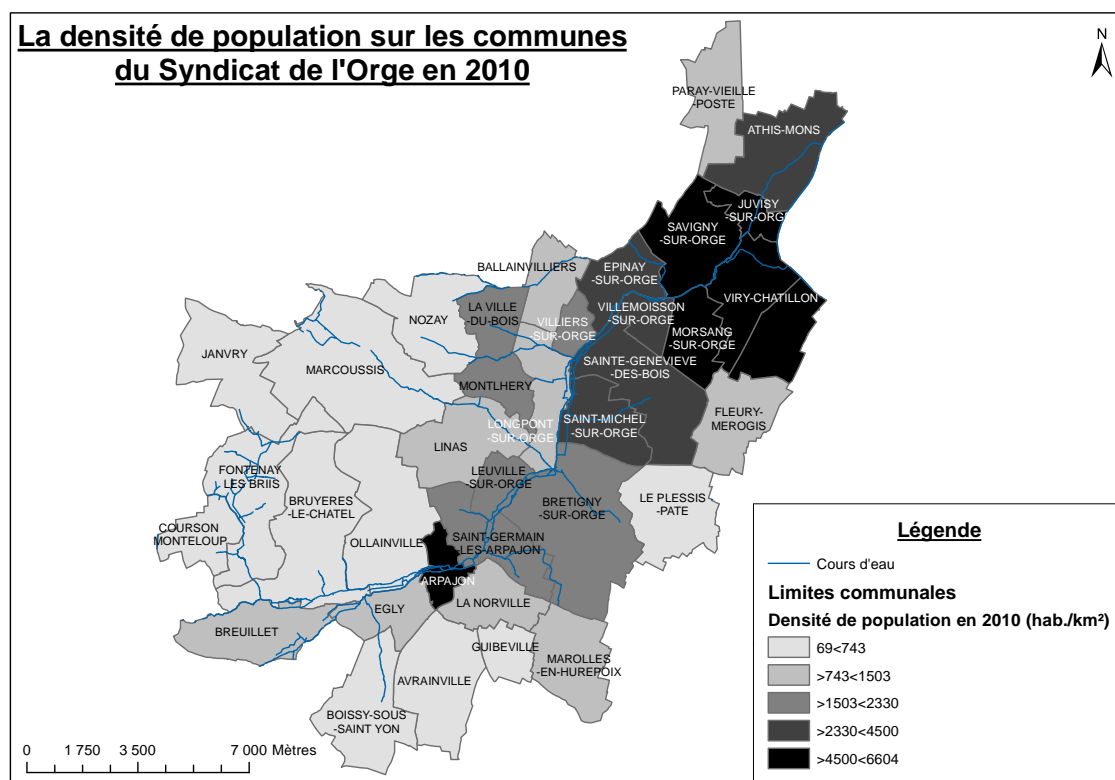 La densité de population sur les communes
du Syndicat de l'Orge en 2010
N
PARAY-VIEILLE
-POSTE
ATHIS-MONS
JUVISY
-SUR-ORGE
SAVIGNY
-SUR-ORGE
BALLAINVILLIERS
EPINAY
-SUR-ORGE
VIRY-CHATILLON
LA VILLE
-DU-BOIS
VILLEMOISSON
-SUR-ORGE
NOZAY
VILLIERS
SUR-ORGE
MORSANG
-SUR-ORGE
JANVRY
MARCOUSSIS
SAINTE-GENEVIEVE
-DES-BOIS
MONTLHERY
FLEURY-
MEROGIS
LONGPONT
-SUR-ORGE
SAINT-MICHEL
-SUR-ORGE
LINAS
FONTENAY
LES BRIIS
LEUVILLE
-SUR-ORGE
BRUYERES
-LE-CHATEL
BRETIGNY
-SUR-ORGE
LE PLESSIS
-PATE
COURSON
MONTELOUP
OLLAINVILLE
SAINT-GERMAIN
-LES-ARPAJON
ARPAJON
LA NORVILLE
EGLY
BREUILLET
GUIBEVILLE
MAROLLES
-EN-HUREPOIX
AVRAINVILLE
BOISSY-SOUS
-SAINT YON
0 1 750 3 500 7 000 Mètres
Légende
Cours d'eau
Limites communales
Densité de population en 2010 (hab./km²)
69<743
>743<1503
>1503<2330
>2330<4500
>4500<6604